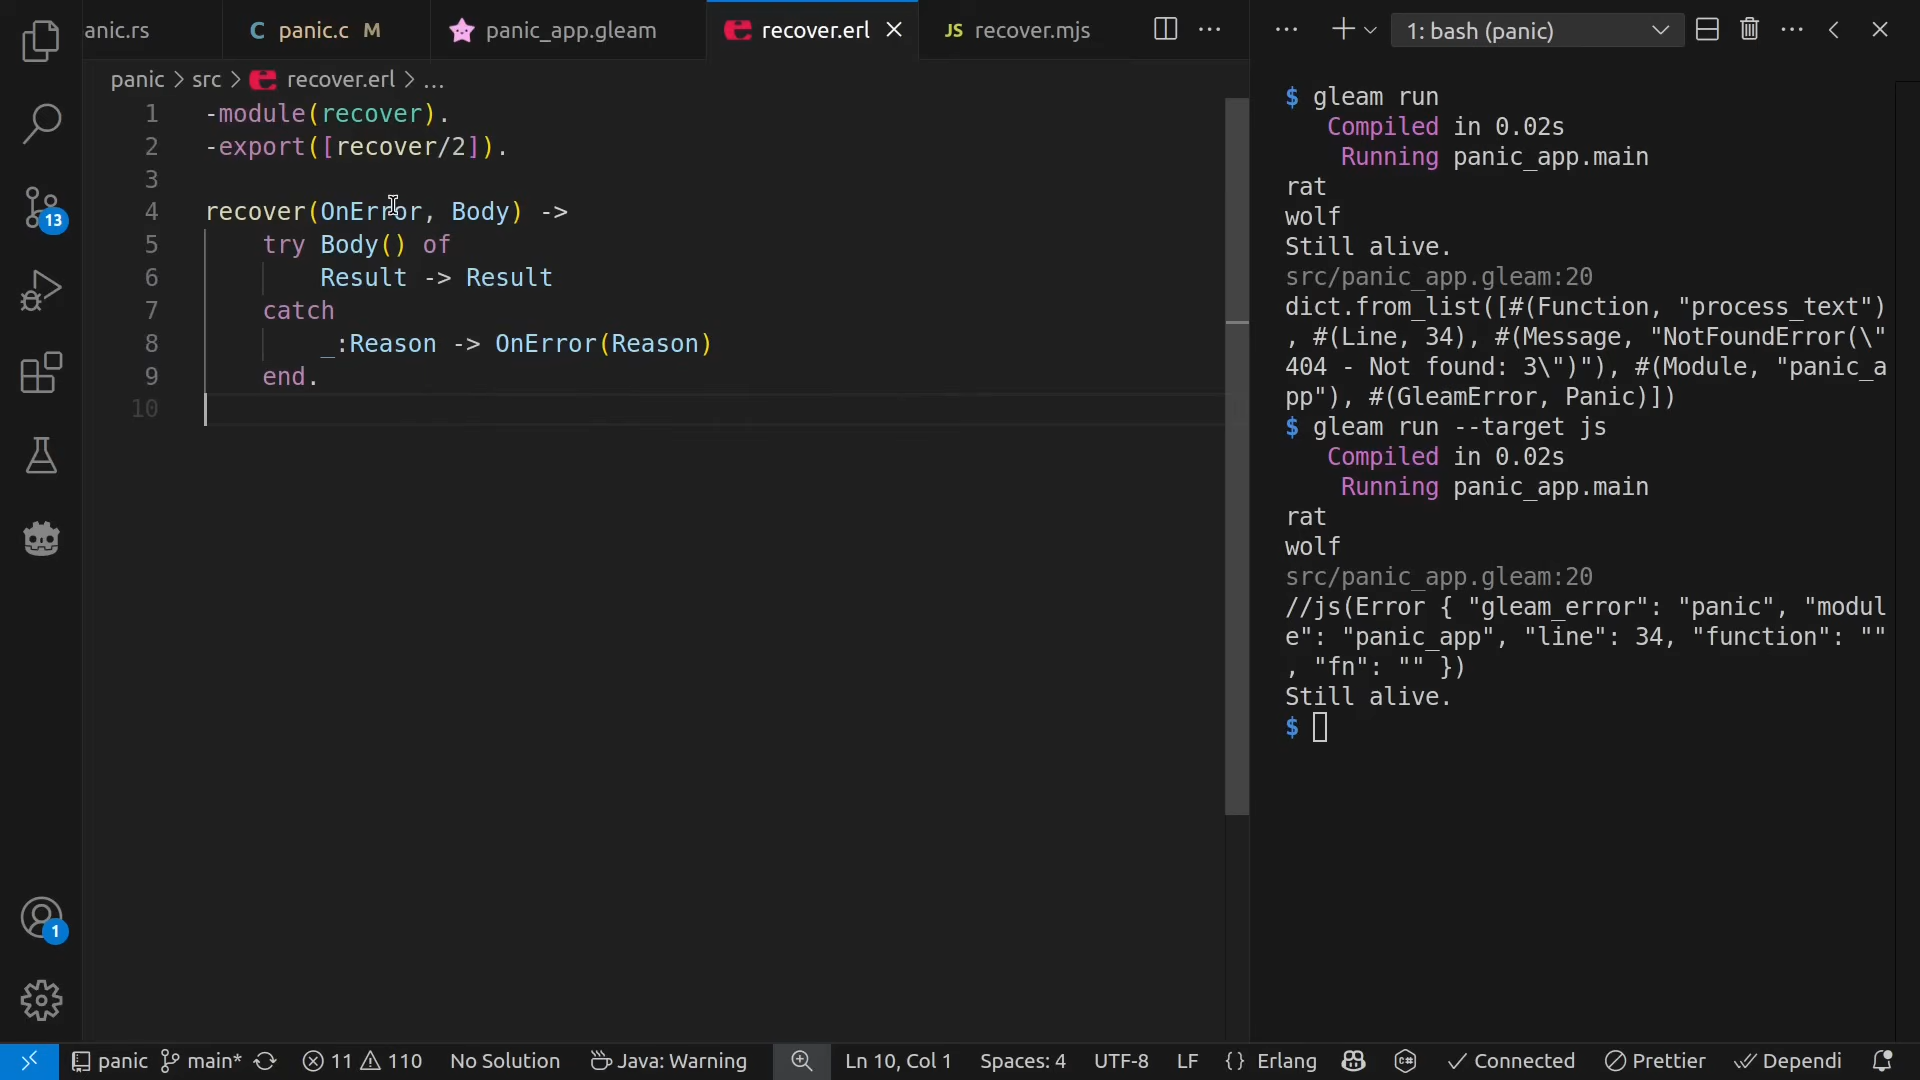 anic.rs
C panic.c M
panic_app.gleam
recover.erl
JS recover.mjs
1: bash (panic)
panic > src > recover.erl > ...
1 -module(recover).
2 -export([recover/2]).
3
4 recover(OnError, Body) ->
5 try Body() of
6 Result -> Result
7 catch
8 _:Reason -> OnError(Reason)
9 end.
10
13
1
$ gleam run
Compiled in 0.02s
Running panic_app.main
rat
wolf
Still alive.
src/panic_app.gleam:20
dict.from_list([#(Function, "process_text")
, #(Line, 34), #(Message, "NotFoundError(\"
404 - Not found: 3\")"), #(Module, "panic_a
pp"), #(GleamError, Panic)])
$ gleam run --target js
Compiled in 0.02s
Running panic_app.main
rat
wolf
src/panic_app.gleam:20
//js(Error { "gleam_error": "panic", "modul
e": "panic_app", "line": 34, "function": ""
, "fn": "" })
Still alive.
$
panic main* 11 110 No Solution Java: Warning Ln 10, Col 1 Spaces: 4 UTF-8 LF {} Erlang Connected Prettier Dependi